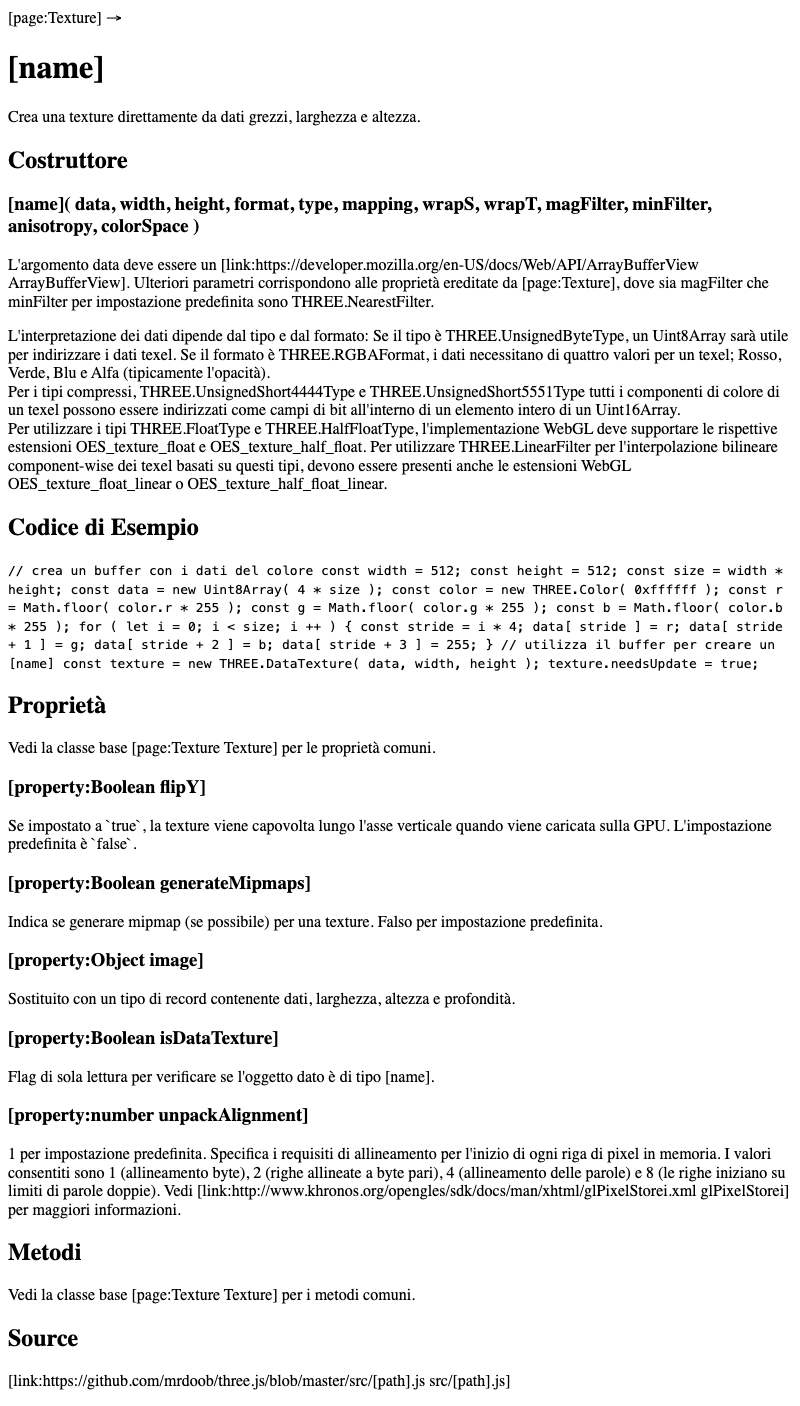 [page:Texture] →
[name]
Crea una texture direttamente da dati grezzi, larghezza e altezza.
Costruttore
[name]( data, width, height, format, type, mapping, wrapS, wrapT, magFilter, minFilter,
anisotropy, colorSpace )
L'argomento data deve essere un [link:https://developer.mozilla.org/en-US/docs/Web/API/ArrayBufferView
ArrayBufferView]. Ulteriori parametri corrispondono alle proprietà ereditate da [page:Texture], dove sia magFilter che
minFilter per impostazione predefinita sono THREE.NearestFilter.
L'interpretazione dei dati dipende dal tipo e dal formato: Se il tipo è THREE.UnsignedByteType, un Uint8Array sarà utile
per indirizzare i dati texel. Se il formato è THREE.RGBAFormat, i dati necessitano di quattro valori per un texel; Rosso,
Verde, Blu e Alfa (tipicamente l'opacità).
Per i tipi compressi, THREE.UnsignedShort4444Type e THREE.UnsignedShort5551Type tutti i componenti di colore di
un texel possono essere indirizzati come campi di bit all'interno di un elemento intero di un Uint16Array.
Per utilizzare i tipi THREE.FloatType e THREE.HalfFloatType, l'implementazione WebGL deve supportare le rispettive
estensioni OES_texture_float e OES_texture_half_float. Per utilizzare THREE.LinearFilter per l'interpolazione bilineare
component-wise dei texel basati su questi tipi, devono essere presenti anche le estensioni WebGL
OES_texture_float_linear o OES_texture_half_float_linear.
Codice di Esempio
// crea un buffer con i dati del colore const width = 512; const height = 512; const size = width *
height; const data = new Uint8Array( 4 * size ); const color = new THREE.Color( 0xffffff ); const r
= Math.floor( color.r * 255 ); const g = Math.floor( color.g * 255 ); const b = Math.floor( color.b
* 255 ); for ( let i = 0; i < size; i ++ ) { const stride = i * 4; data[ stride ] = r; data[ stride
+ 1 ] = g; data[ stride + 2 ] = b; data[ stride + 3 ] = 255; } // utilizza il buffer per creare un
[name] const texture = new THREE.DataTexture( data, width, height ); texture.needsUpdate = true;
Proprietà
Vedi la classe base [page:Texture Texture] per le proprietà comuni.
[property:Boolean flipY]
Se impostato a `true`, la texture viene capovolta lungo l'asse verticale quando viene caricata sulla GPU. L'impostazione
predefinita è `false`.
[property:Boolean generateMipmaps]
Indica se generare mipmap (se possibile) per una texture. Falso per impostazione predefinita.
[property:Object image]
Sostituito con un tipo di record contenente dati, larghezza, altezza e profondità.
[property:Boolean isDataTexture]
Flag di sola lettura per verificare se l'oggetto dato è di tipo [name].
[property:number unpackAlignment]
1 per impostazione predefinita. Specifica i requisiti di allineamento per l'inizio di ogni riga di pixel in memoria. I valori
consentiti sono 1 (allineamento byte), 2 (righe allineate a byte pari), 4 (allineamento delle parole) e 8 (le righe iniziano su
limiti di parole doppie). Vedi [link:http://www.khronos.org/opengles/sdk/docs/man/xhtml/glPixelStorei.xml glPixelStorei]
per maggiori informazioni.
Metodi
Vedi la classe base [page:Texture Texture] per i metodi comuni.
Source
[link:https://github.com/mrdoob/three.js/blob/master/src/[path].js src/[path].js]